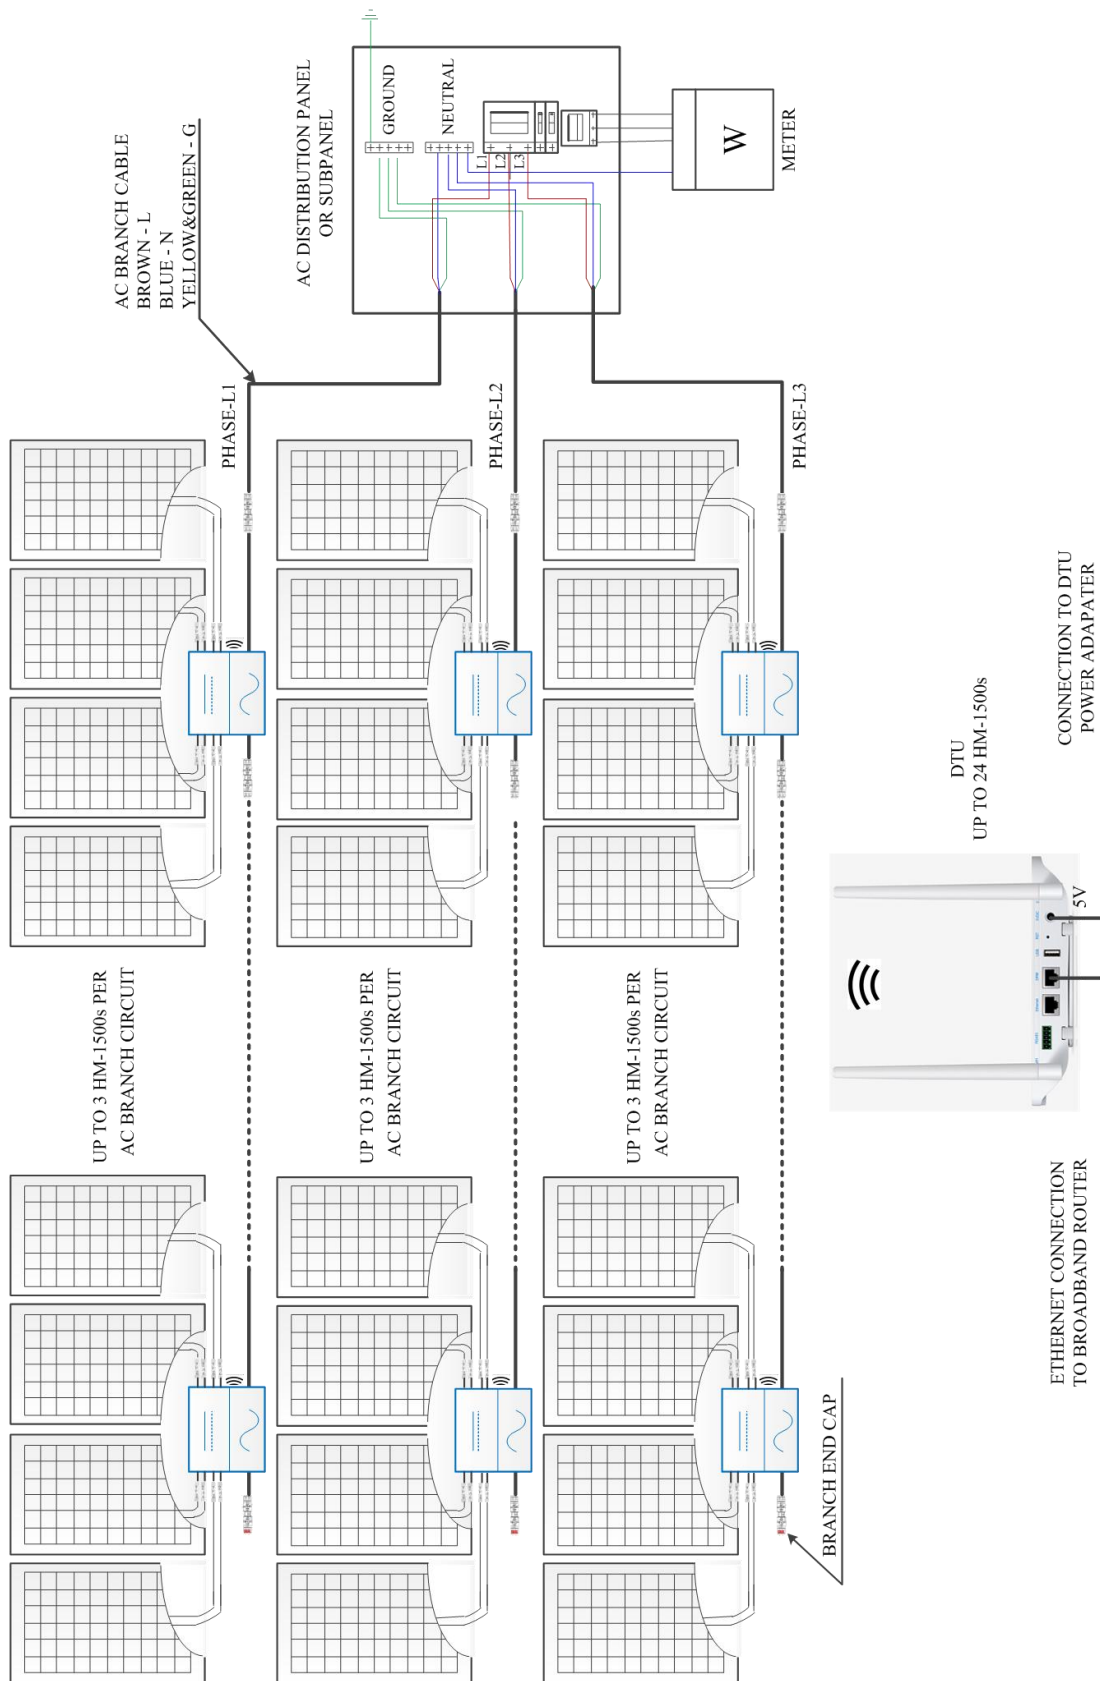 AC BRANCH CABLE
BROWN - L
BLUE - N
YELLOW&GREEN - G
AC DISTRIBUTION PANEL
OR SUBPANEL
GROUND
NEUTRAL
L1
L2
L3
W
METER
PHASE-L1
PHASE-L2
PHASE-L3
UP TO 3 HM-1500s PER
AC BRANCH CIRCUIT
UP TO 3 HM-1500s PER
AC BRANCH CIRCUIT
UP TO 3 HM-1500s PER
AC BRANCH CIRCUIT
BRANCH END CAP
DTU
UP TO 24 HM-1500s
5V
CONNECTION TO DTU
POWER ADAPATER
ETHERNET CONNECTION
TO BROADBAND ROUTER